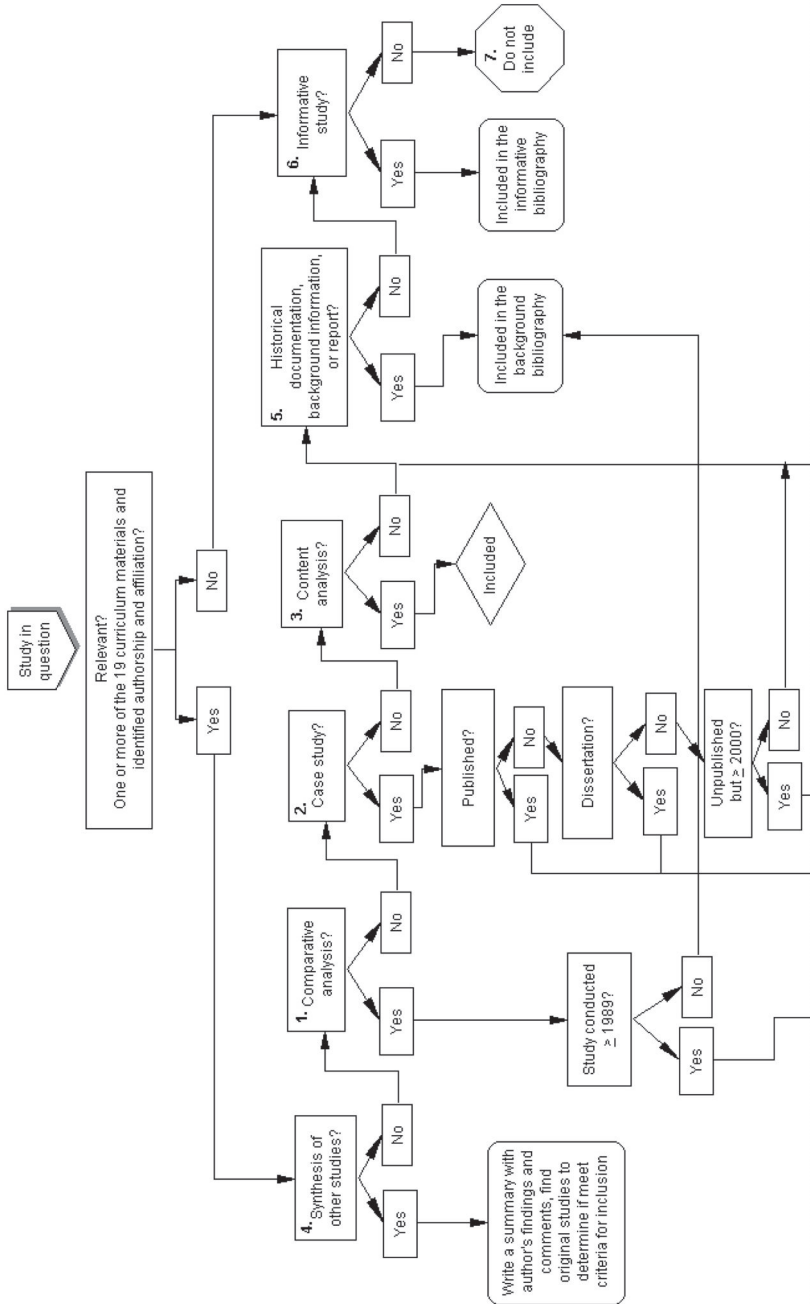 Study in
question
Relevant?
One or more of the 19 curriculum materials and
identified authorship and affiliation?
Yes
No
4. Synthesis of
other studies?
Yes
No
Write a summary with
author's findings and
comments, find
original studies to
determine if meet
criteria for inclusion
1. Comparative
analysis?
Yes
No
Study conducted
≥ 1989?
Yes
No
2. Case study?
Yes
No
Published?
Yes
No
Dissertation?
Yes
No
Unpublished
but ≥ 2000?
Yes
No
3. Content
analysis?
Yes
No
Included
5. Historical
documentation,
background information,
or report?
Yes
No
Included in the
background
bibliography
6. Informative
study?
Yes
No
Included in the
informative
bibliography
7.
Do not
include